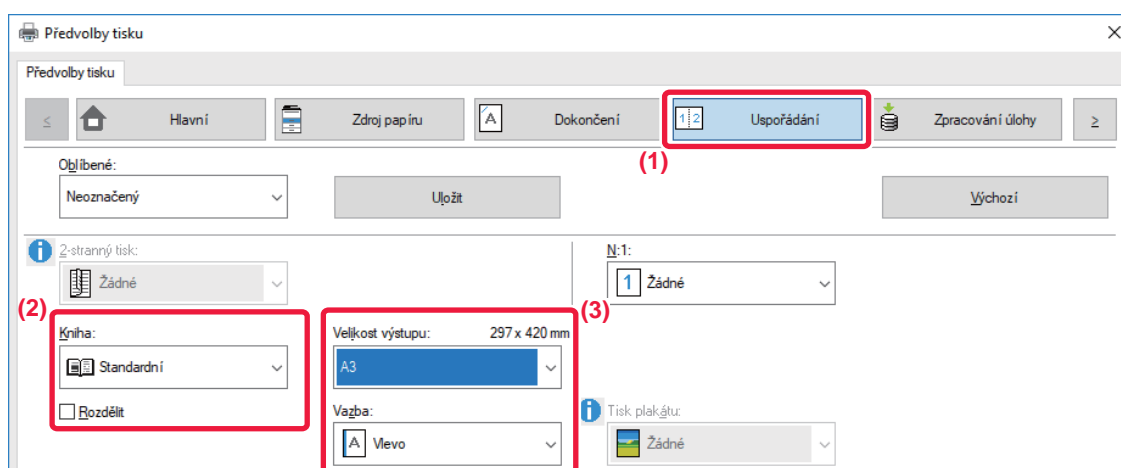 Předvolby tisku
Předvolby tisku
< Hlavní Zdroj papíru A Dokončení 1 2 Uspořádání Zpracování úlohy >
(1)
Oblíbené:
Neoznačený Uložit Výchozí
2-stranný tisk: N:1:
Žádné 1 Žádné
(2) (3)
Kniha: Velikost výstupu: 297 x 420 mm
Standardní A3
Rozdělit Vazba: Tisk plakátu:
A Vlevo Žádné